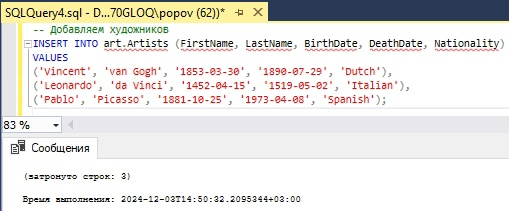 SQLQuery4.sql - D...70GLOQ\popov (62))*
-- Добавляем художников
INSERT INTO art.Artists (FirstName, LastName, BirthDate, DeathDate, Nationality)
VALUES
('Vincent', 'van Gogh', '1853-03-30', '1890-07-29', 'Dutch'),
('Leonardo', 'da Vinci', '1452-04-15', '1519-05-02', 'Italian'),
('Pablo', 'Picasso', '1881-10-25', '1973-04-08', 'Spanish');
83 %
Сообщения
(затронуто строк: 3)
Время выполнения: 2024-12-03T14:50:32.2095344+03:00